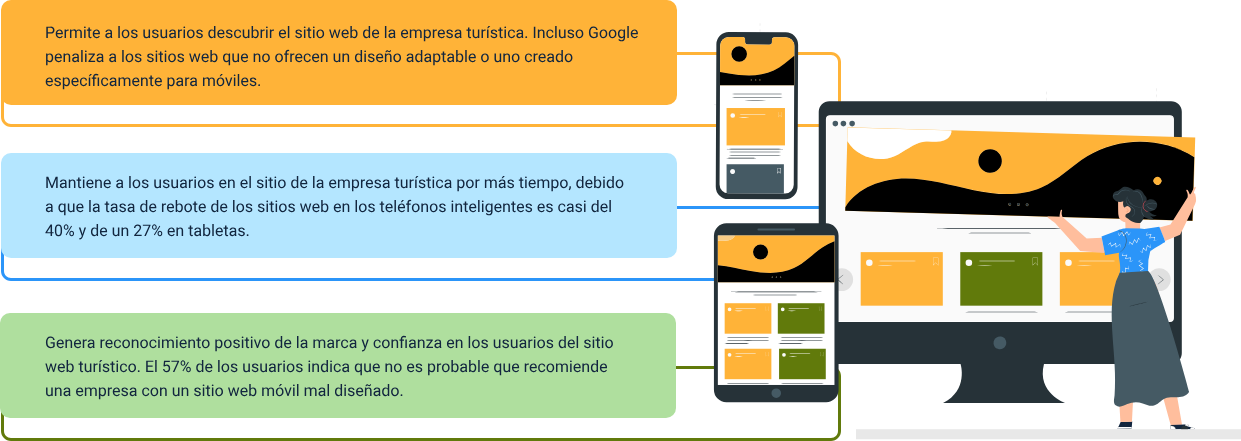 Permite a los usuarios descubrir el sitio web de la empresa turística. Incluso Google
penaliza a los sitios web que no ofrecen un diseño adaptable o uno creado
específicamente para móviles.
Mantiene a los usuarios en el sitio de la empresa turística por más tiempo, debido
a que la tasa de rebote de los sitios web en los teléfonos inteligentes es casi del
40% y de un 27% en tabletas.
Genera reconocimiento positivo de la marca y confianza en los usuarios del sitio
web turístico. El 57% de los usuarios indica que no es probable que recomiende
una empresa con un sitio web móvil mal diseñado.